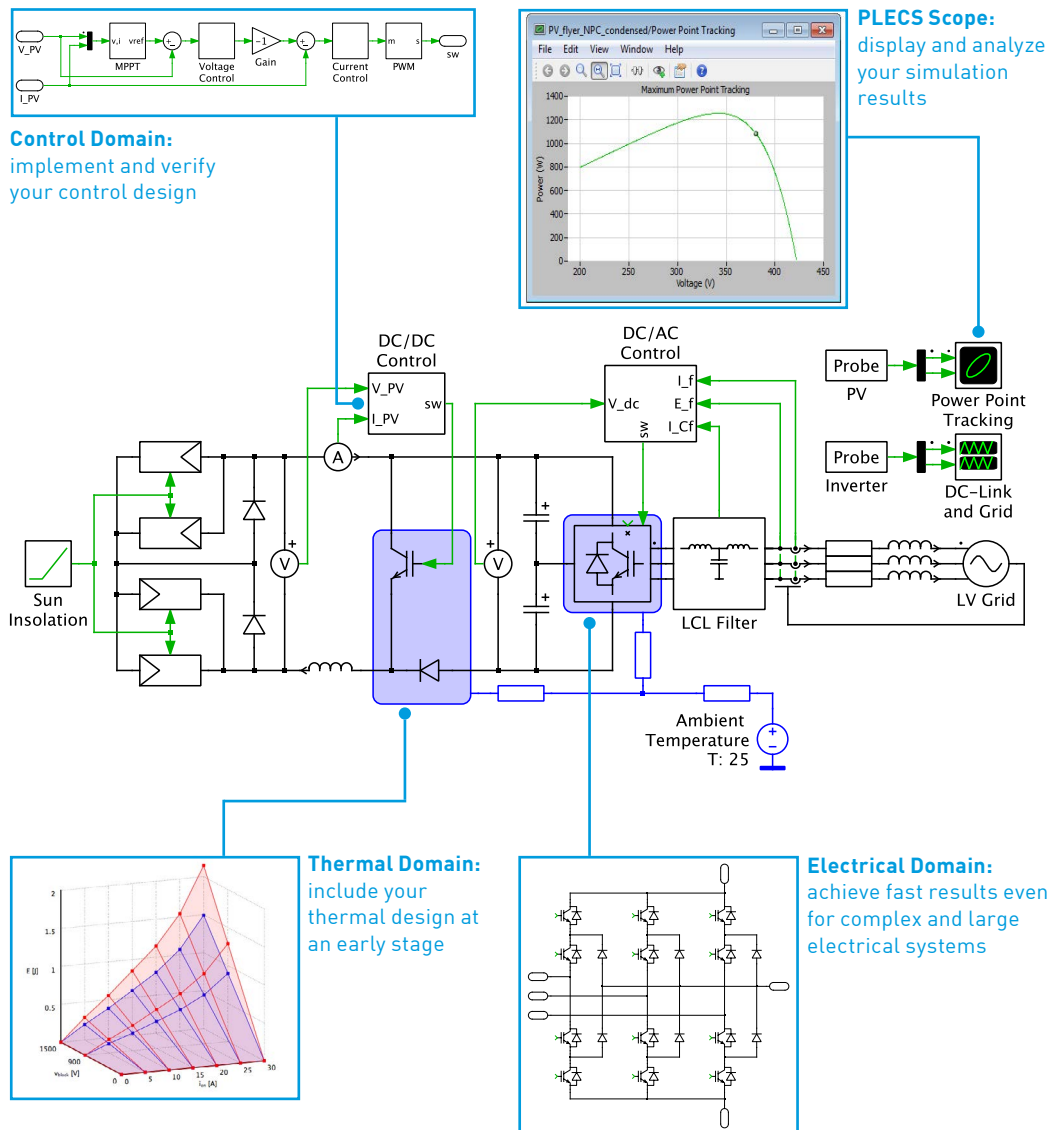 V_PV
I_PV
v,i
vref
MPPT
Voltage
Control
-1
Gain
Current
Control
m
s
PWM
sw
Control Domain:
implement and verify
your control design
PV_flyer_NPC_condensed/Power Point Tracking
File Edit View Window Help
Maximum Power Point Tracking
1400
1200
1000
800
600
400
200
0
Power (W)
200 250 300 350 400 450
Voltage (V)
PLECS Scope:
display and analyze
your simulation
results
DC/DC
Control
V_PV
sw
I_PV
DC/AC
Control
I_f
V_dc
E_f
I_Cf
sw
Probe
PV
Power Point
Tracking
Probe
Inverter
DC-Link
and Grid
A
V
V
Sun
Insolation
LCL Filter
LV Grid
Ambient
Temperature
T: 25
Thermal Domain:
include your
thermal design at
an early stage
2
1.5
1
0.5
E [J]
1500
900
0
v_block [V]
0 5 10 15 20 25 30
i_on [A]
Electrical Domain:
achieve fast results even
for complex and large
electrical systems